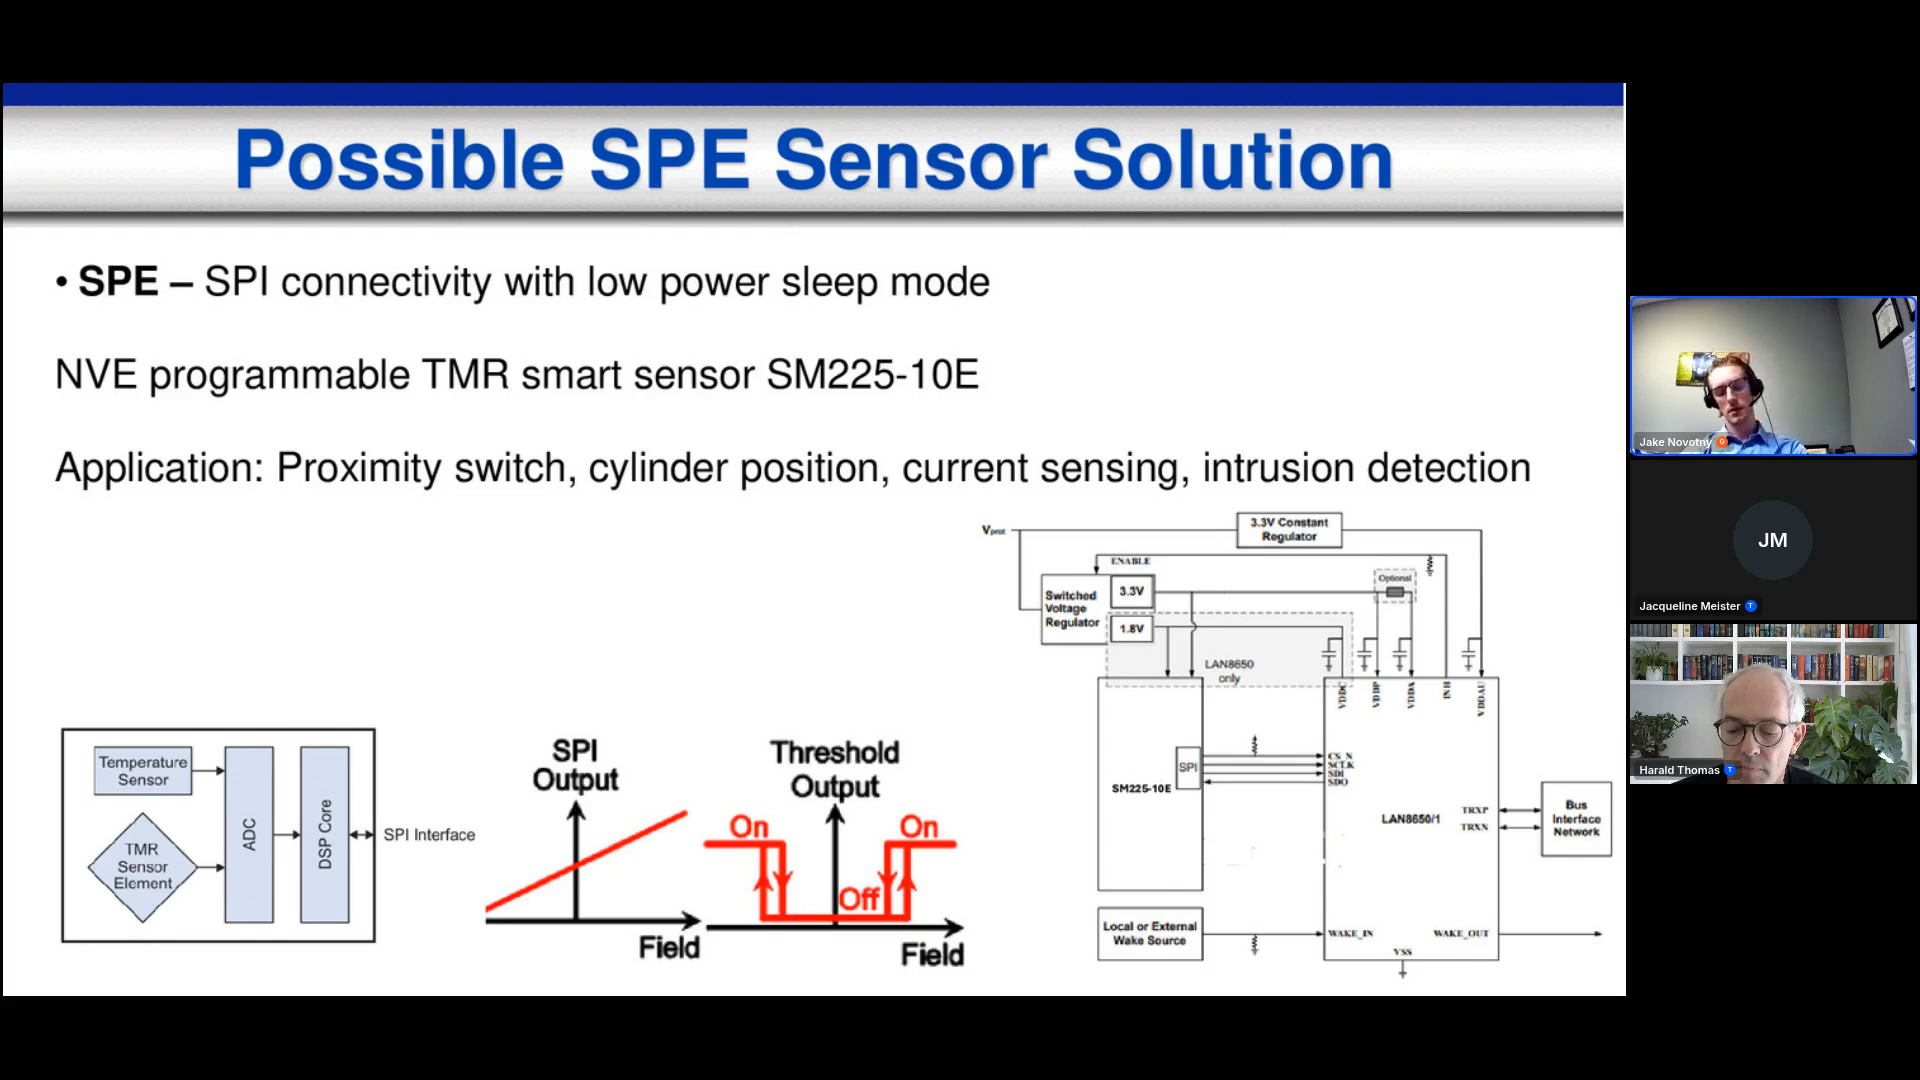 Possible SPE Sensor Solution
• SPE – SPI connectivity with low power sleep mode
NVE programmable TMR smart sensor SM225-10E
Application: Proximity switch, cylinder position, current sensing, intrusion detection
Temperature
Sensor
TMR
Sensor
Element
ADC
DSP Core
SPI Interface
SPI
Output
Field
Threshold
Output
On
On
Off
Field
Vprot
3.3V Constant
Regulator
ENABLE
Switched
Voltage
Regulator
3.3V
1.8V
Optional
LAN8650
only
VDDC
VDDP
VDDA
INH
VDDAU
SPI
SM225-10E
CS_N
SCLK
SDI
SDO
LAN8650/1
TRXP
TRXN
Bus
Interface
Network
Local or External
Wake Source
WAKE_IN
WAKE_OUT
VSS
Jake Novotny
JM
Jacqueline Meister
Harald Thomas